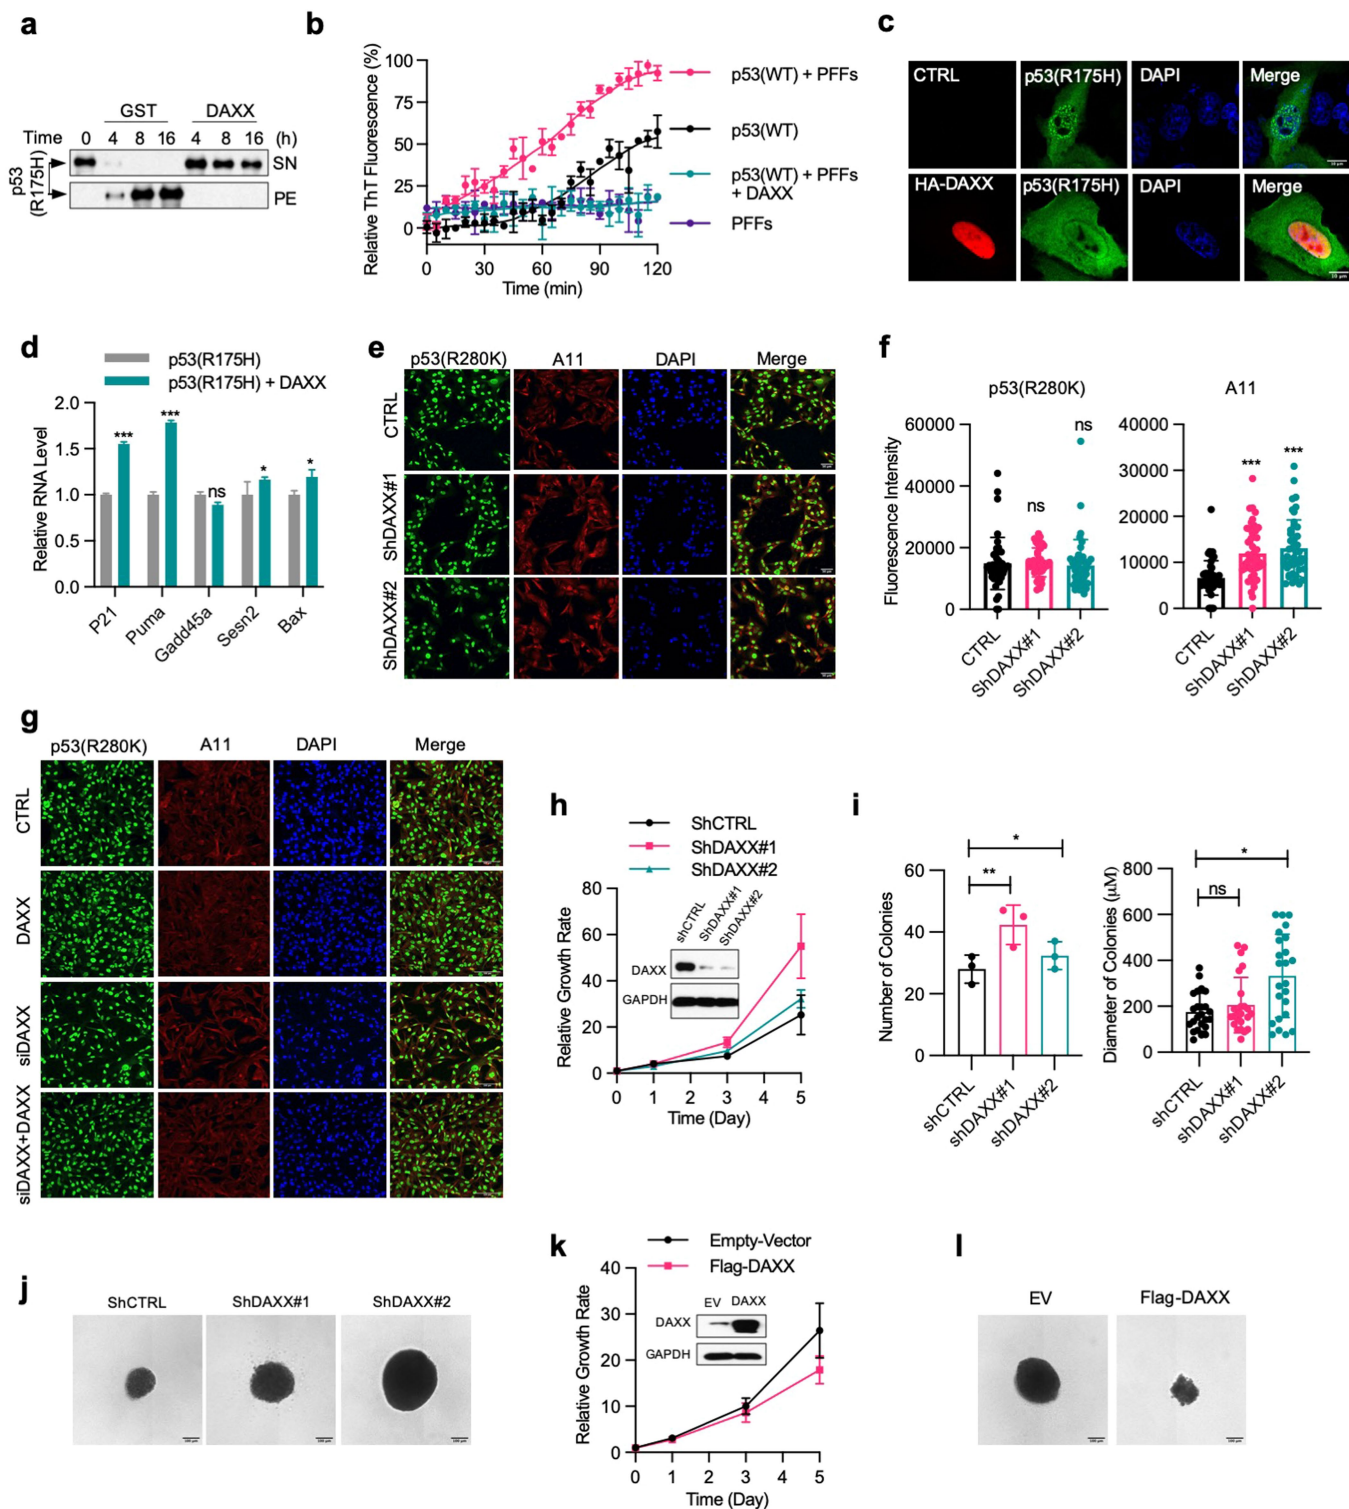 a
GST
DAXX
Time
0
4
8
16
4
8
16
(h)
p53
(R175H)
SN
PE
b
Relative ThT Fluorescence (%)
100
75
50
25
0
0
30
60
90
120
Time (min)
p53(WT) + PFFs
p53(WT)
p53(WT) + PFFs
+ DAXX
PFFs
c
CTRL
p53(R175H)
DAPI
Merge
HA-DAXX
p53(R175H)
DAPI
Merge
d
p53(R175H)
p53(R175H) + DAXX
Relative RNA Level
2.0
1.5
1.0
0.5
0.0
***
***
ns
*
*
P21
Puma
Gadd45a
Sesn2
Bax
e
p53(R280K)
A11
DAPI
Merge
CTRL
ShDAXX#1
ShDAXX#2
f
p53(R280K)
Fluorescence Intensity
60000
40000
20000
0
ns
ns
CTRL
ShDAXX#1
ShDAXX#2
A11
40000
30000
20000
10000
0
***
***
CTRL
ShDAXX#1
ShDAXX#2
g
p53(R280K)
A11
DAPI
Merge
CTRL
DAXX
siDAXX
siDAXX+DAXX
h
ShCTRL
ShDAXX#1
ShDAXX#2
Relative Growth Rate
80
60
40
20
0
shCTRL
ShDAXX#1
ShDAXX#2
DAXX
GAPDH
0
1
2
3
4
5
Time (Day)
i
Number of Colonies
60
40
20
0
*
**
shCTRL
shDAXX#1
shDAXX#2
Diameter of Colonies (μM)
800
600
400
200
0
*
ns
shCTRL
shDAXX#1
shDAXX#2
j
ShCTRL
ShDAXX#1
ShDAXX#2
k
Empty-Vector
Flag-DAXX
Relative Growth Rate
40
30
20
10
0
EV
DAXX
DAXX
GAPDH
0
1
2
3
4
5
Time (Day)
l
EV
Flag-DAXX